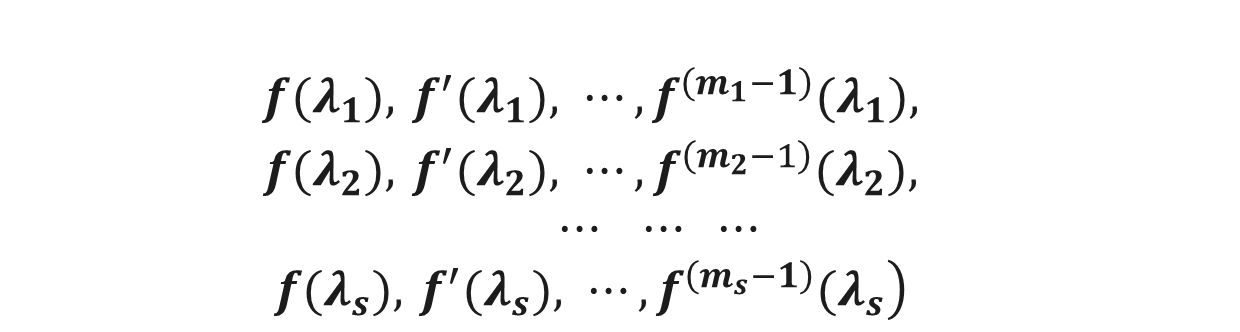 f(λ₁), f′(λ₁), ⋯, f⁽ᵐ₁⁻¹⁾(λ₁),
f(λ₂), f′(λ₂), ⋯, f⁽ᵐ₂⁻¹⁾(λ₂),
⋯ ⋯ ⋯
f(λₛ), f′(λₛ), ⋯, f⁽ᵐₛ⁻¹⁾(λₛ)